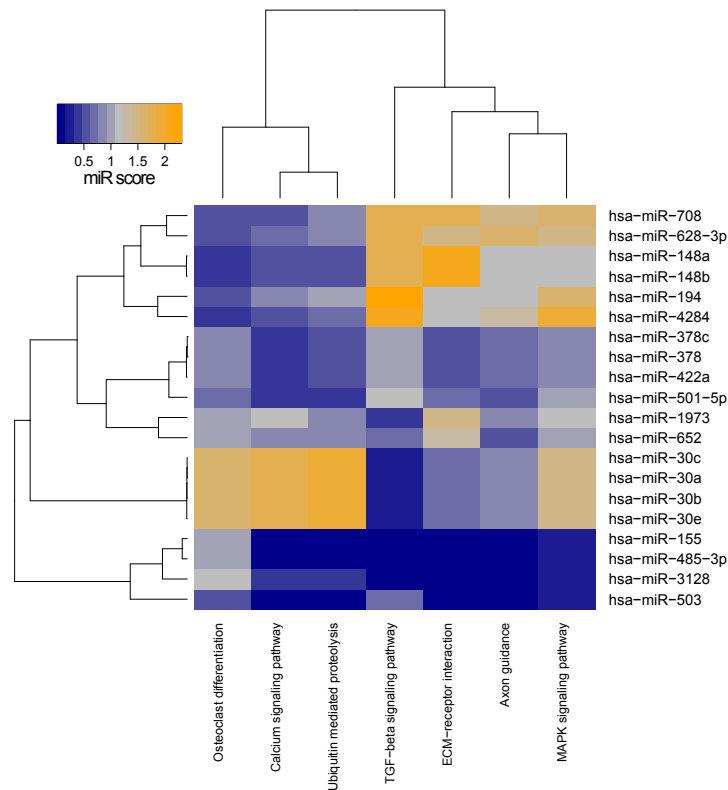 0.5 1 1.5 2
miR score
hsa−miR−708
hsa−miR−628−3p
hsa−miR−148a
hsa−miR−148b
hsa−miR−194
hsa−miR−4284
hsa−miR−378c
hsa−miR−378
hsa−miR−422a
hsa−miR−501−5p
hsa−miR−1973
hsa−miR−652
hsa−miR−30c
hsa−miR−30a
hsa−miR−30b
hsa−miR−30e
hsa−miR−155
hsa−miR−485−3p
hsa−miR−3128
hsa−miR−503
Osteoclast differentiation
Calcium signaling pathway
Ubiquitin mediated proteolysis
TGF−beta signaling pathway
ECM−receptor interaction
Axon guidance
MAPK signaling pathway